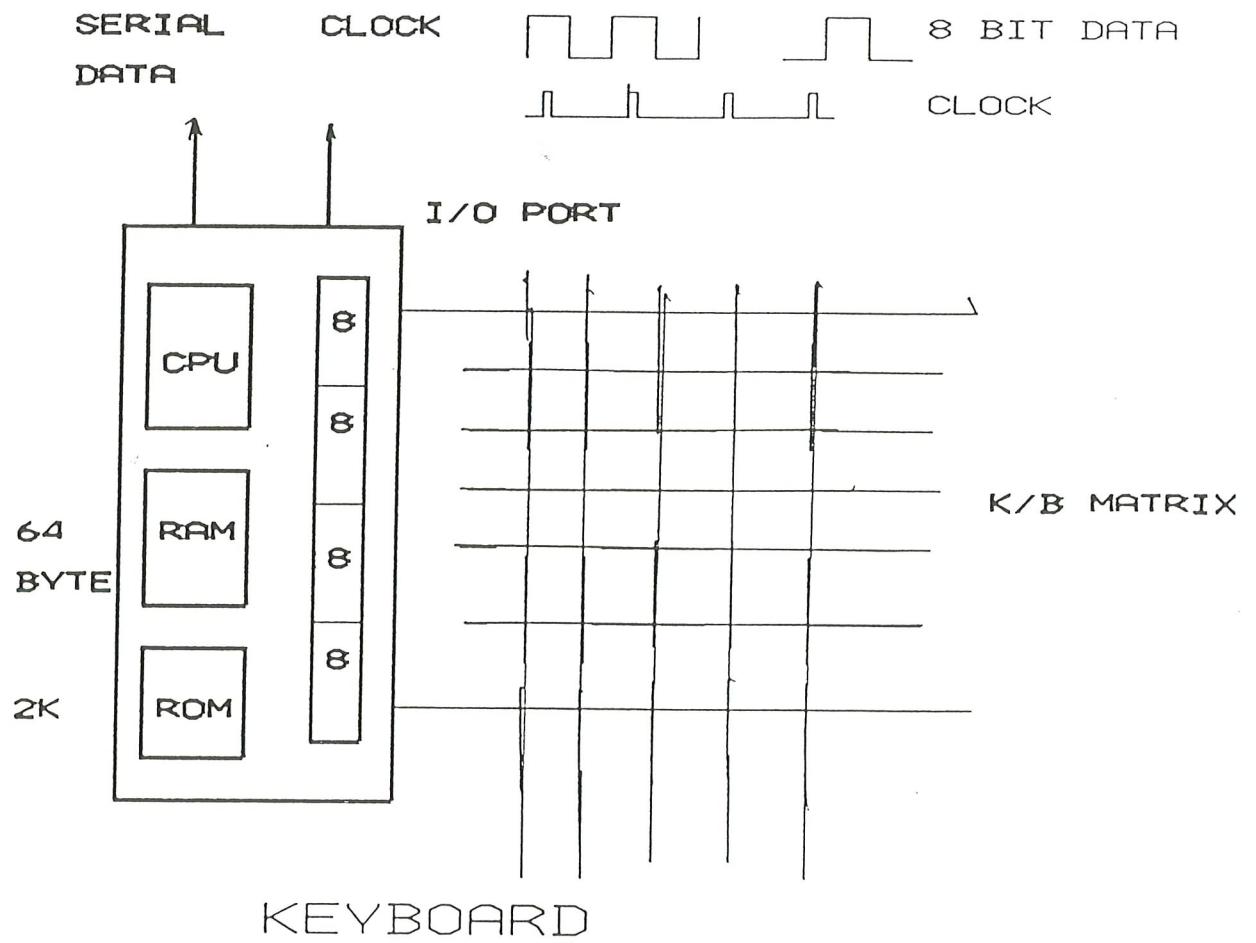 SERIAL
DATA
CLOCK
8 BIT DATA
CLOCK
I/O PORT
CPU
8
8
64
BYTE
RAM
8
K/B MATRIX
8
2K
ROM
KEYBOARD